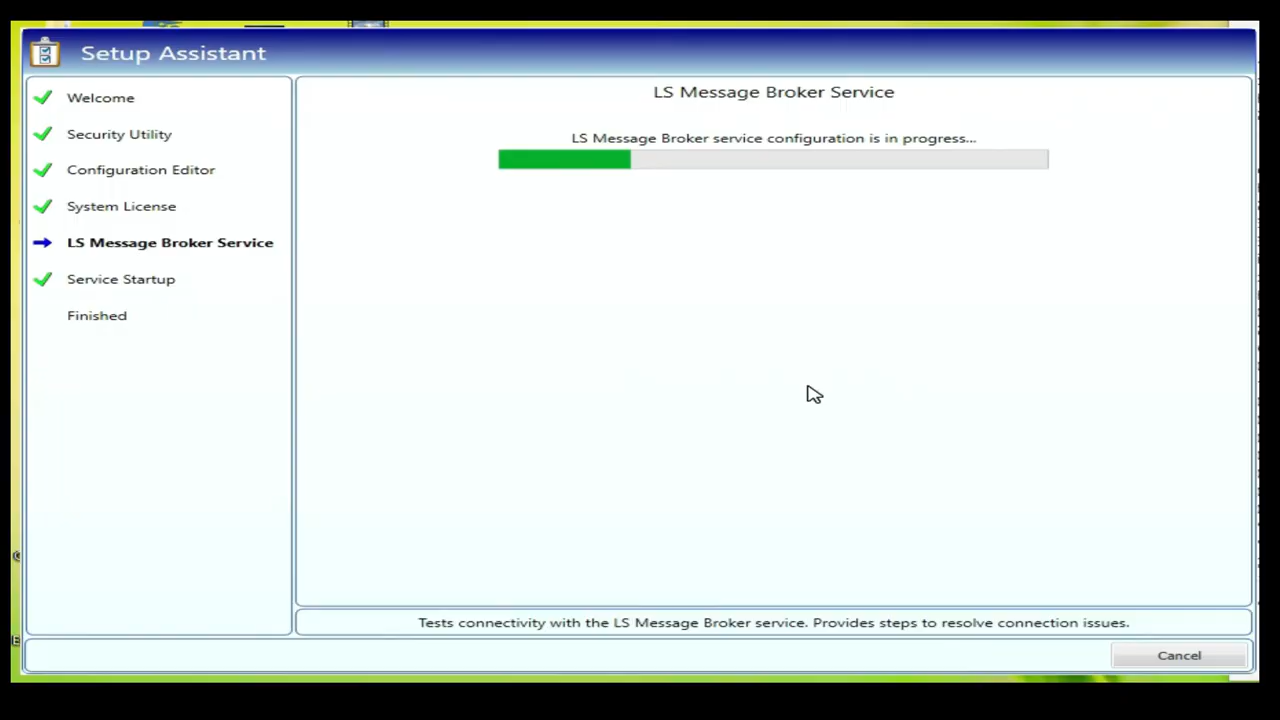 Setup Assistant
Welcome
Security Utility
Configuration Editor
System License
LS Message Broker Service
Service Startup
Finished
LS Message Broker Service
LS Message Broker service configuration is in progress...
Tests connectivity with the LS Message Broker service. Provides steps to resolve connection issues.
Cancel